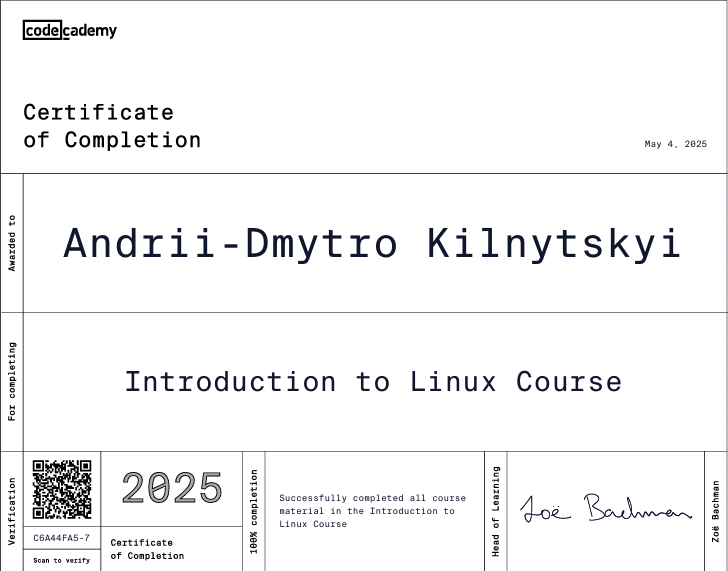 codecademy
Certificate
of Completion
May 4, 2025
Awarded to
Andrii-Dmytro Kilnytskyi
For completing
Introduction to Linux Course
Verification
C6A44FA5-7
Scan to verify
2025
Certificate
of Completion
100% completion
Successfully completed all course
material in the Introduction to
Linux Course
Head of Learning
Zoë Bachman
Zoë Bachman